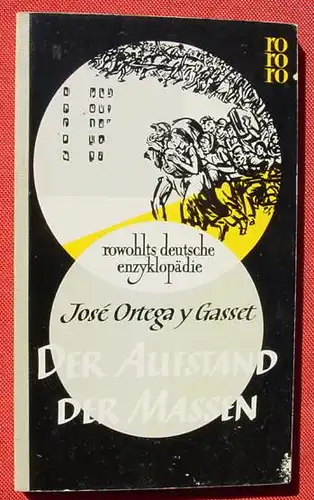 ro
ro
ro
rowohlts deutsche
enzyklopädie
José Ortega y Gasset
DER AUFSTAND
DER MASSEN